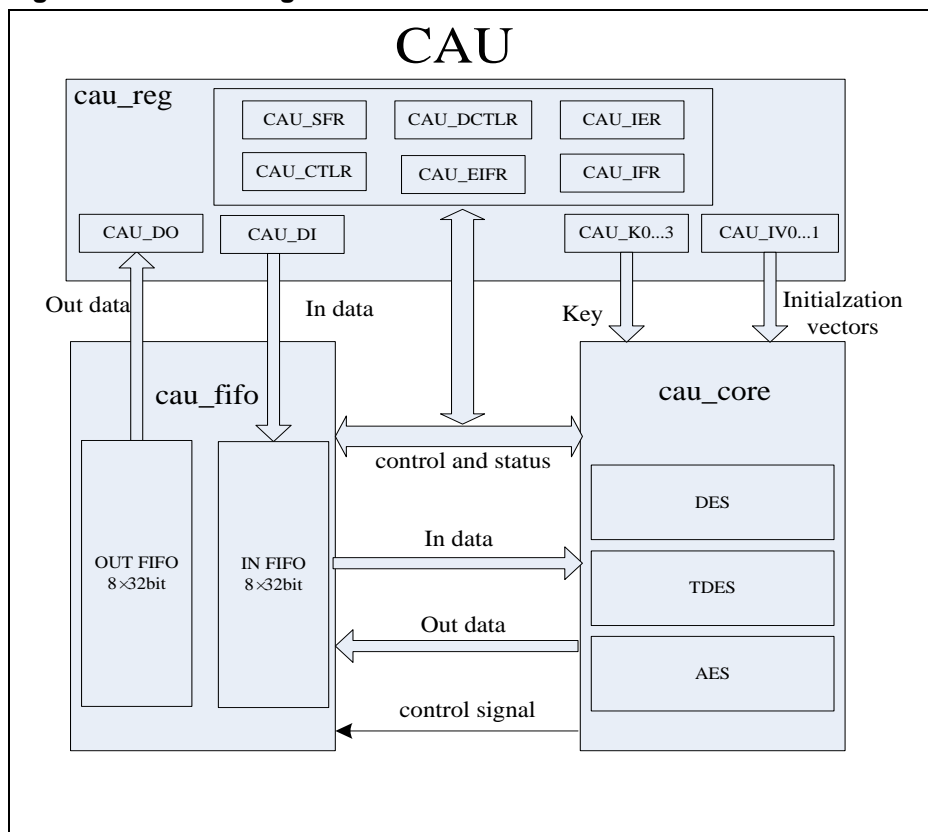 CAU
cau_reg
CAU_SFR
CAU_DCTLR
CAU_IER
CAU_CTLR
CAU_EIFR
CAU_IFR
CAU_DO
CAU_DI
CAU_K0...3
CAU_IV0...1
Out data
In data
Key
Initialzation
vectors
cau_fifo
cau_core
control and status
OUT FIFO
8×32bit
IN FIFO
8×32bit
In data
Out data
control signal
DES
TDES
AES